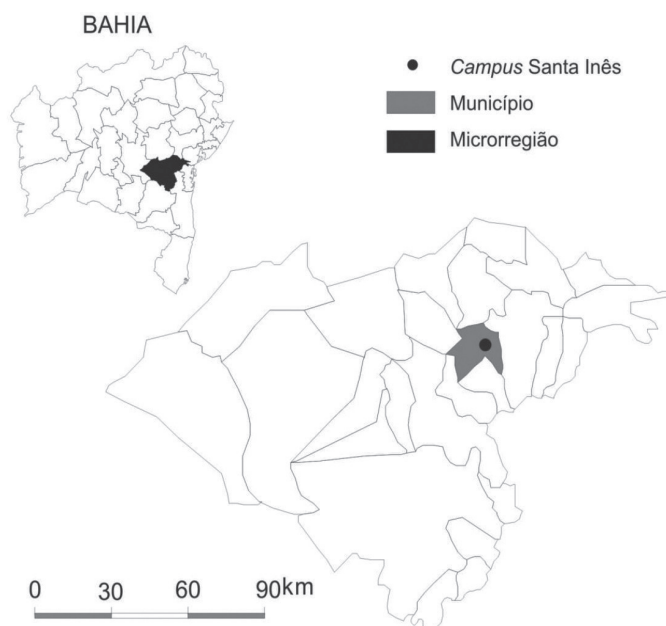 BAHIA
Campus Santa Inês
Município
Microrregião
0 30 60 90km